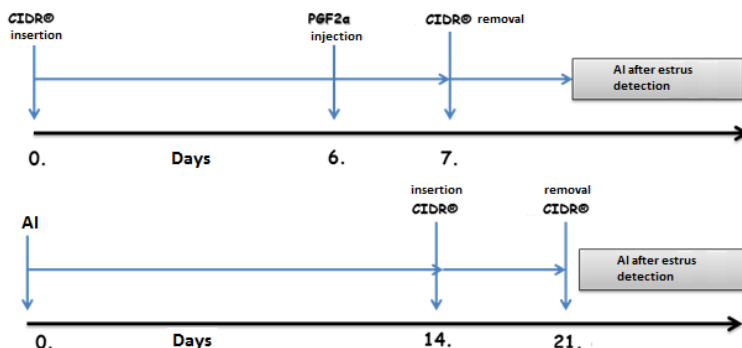 CIDR®
insertion
PGF2a
injection
CIDR® removal
AI after estrus
detection
0. Days 6. 7.
AI
insertion
CIDR®
removal
CIDR®
AI after estrus
detection
0. Days 14. 21.